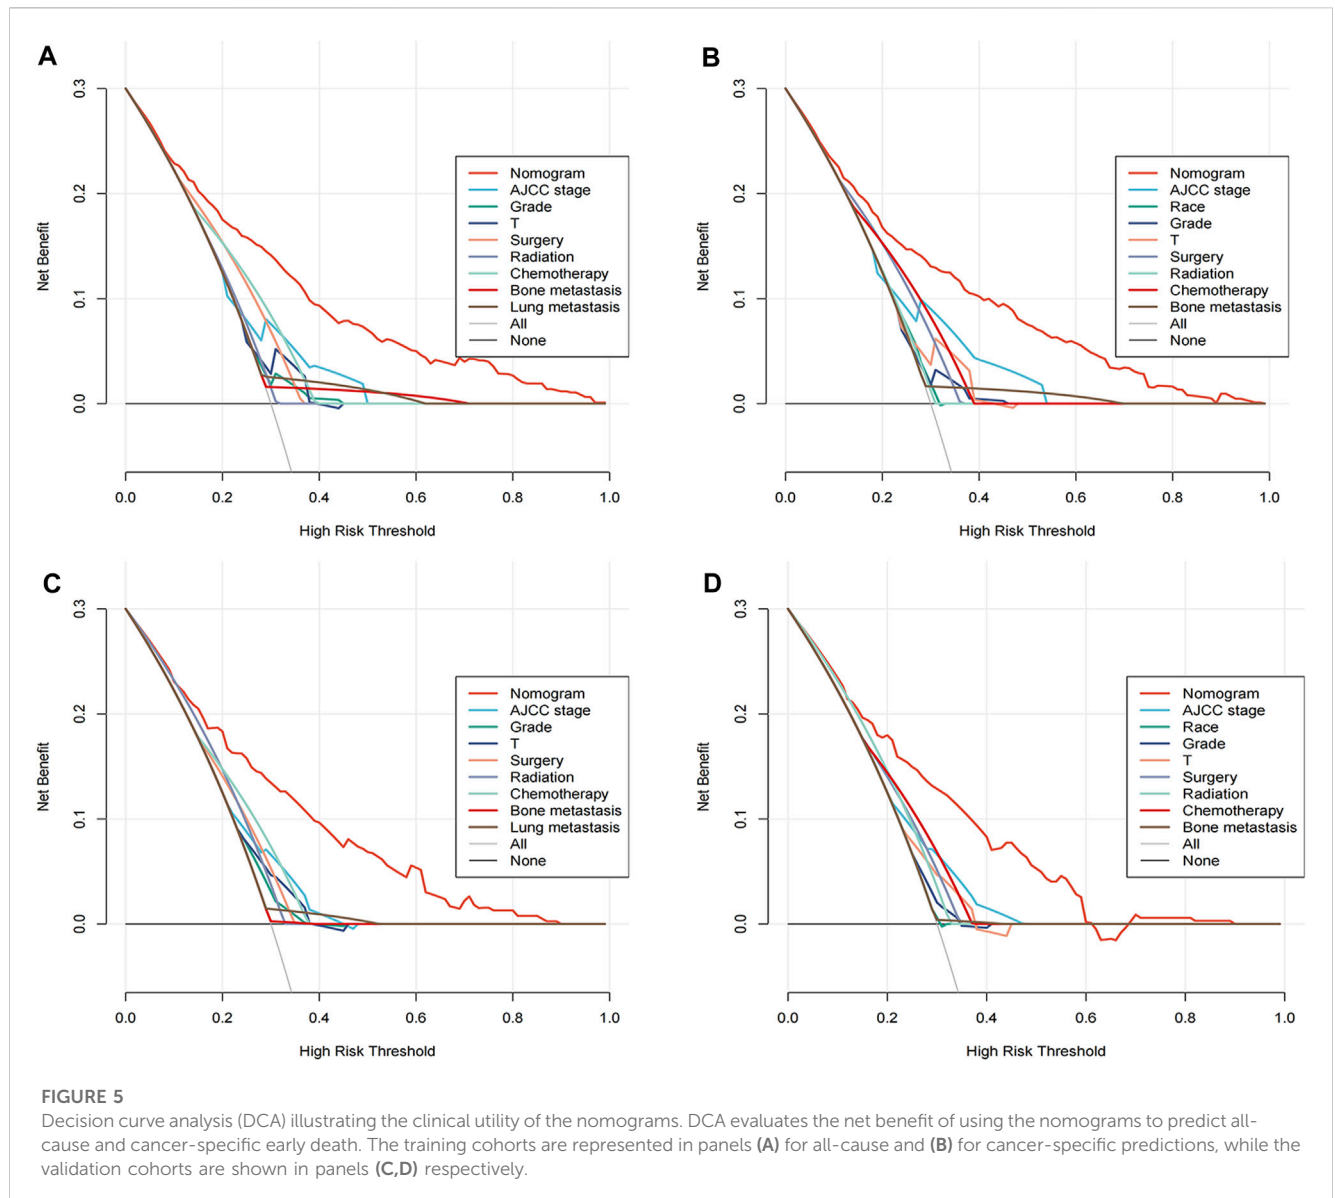 A
0.3
0.2
0.1
0.0
Net Benefit
Nomogram
AJCC stage
Grade
T
Surgery
Radiation
Chemotherapy
Bone metastasis
Lung metastasis
All
None
0.0 0.2 0.4 0.6 0.8 1.0
High Risk Threshold
B
0.3
0.2
0.1
0.0
Net Benefit
Nomogram
AJCC stage
Race
Grade
T
Surgery
Radiation
Chemotherapy
Bone metastasis
All
None
0.0 0.2 0.4 0.6 0.8 1.0
High Risk Threshold
C
0.3
0.2
0.1
0.0
Net Benefit
Nomogram
AJCC stage
Grade
T
Surgery
Radiation
Chemotherapy
Bone metastasis
Lung metastasis
All
None
0.0 0.2 0.4 0.6 0.8 1.0
High Risk Threshold
D
0.3
0.2
0.1
0.0
Net Benefit
Nomogram
AJCC stage
Race
Grade
T
Surgery
Radiation
Chemotherapy
Bone metastasis
All
None
0.0 0.2 0.4 0.6 0.8 1.0
High Risk Threshold
FIGURE 5
Decision curve analysis (DCA) illustrating the clinical utility of the nomograms. DCA evaluates the net benefit of using the nomograms to predict all-
cause and cancer-specific early death. The training cohorts are represented in panels (A) for all-cause and (B) for cancer-specific predictions, while the
validation cohorts are shown in panels (C,D) respectively.